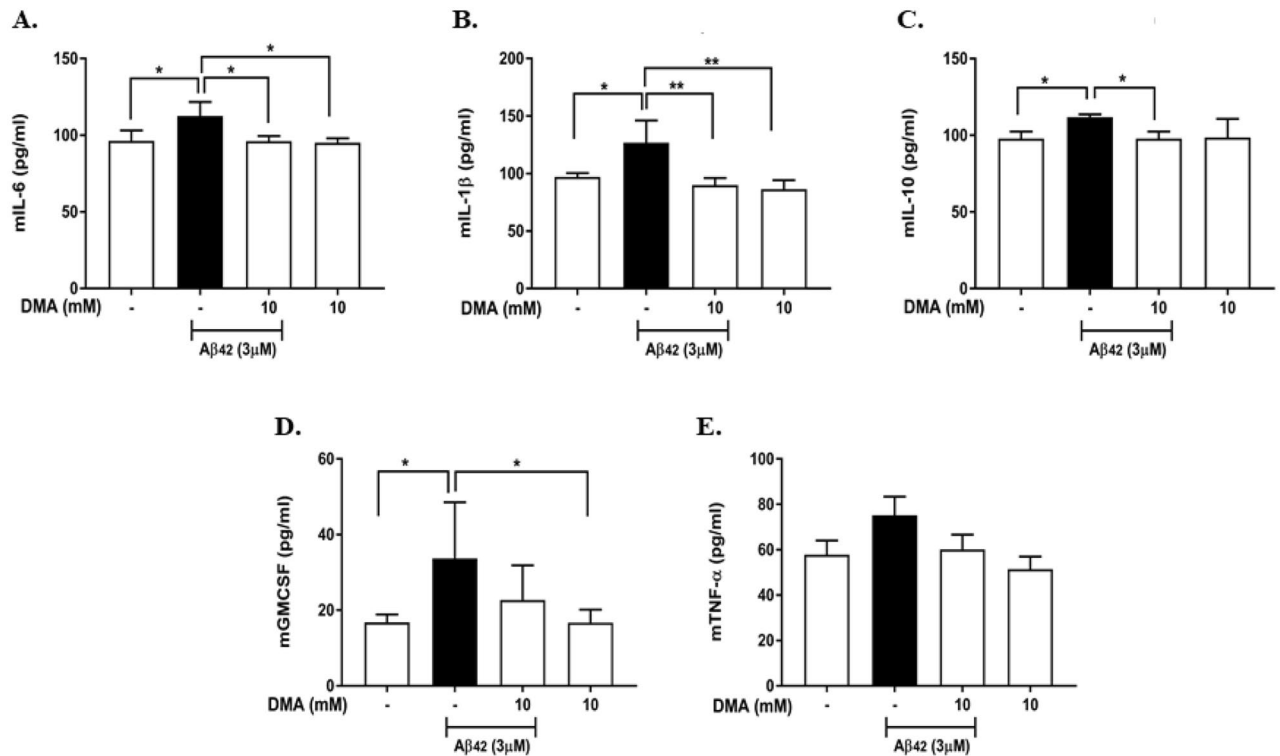 A.
mIL-6 (pg/ml)
150
100
50
0
*
*
*
DMA (mM)
- - 10 10
Aβ42 (3μM)
B.
mIL-1β (pg/ml)
200
150
100
50
0
*
**
**
DMA (mM)
- - 10 10
Aβ42 (3μM)
C.
mIL-10 (pg/ml)
150
100
50
0
*
*
DMA (mM)
- - 10 10
Aβ42 (3μM)
D.
mGMCSF (pg/ml)
60
40
20
0
*
*
DMA (mM)
- - 10 10
Aβ42 (3μM)
E.
mTNF-α (pg/ml)
100
80
60
40
20
0
DMA (mM)
- - 10 10
Aβ42 (3μM)